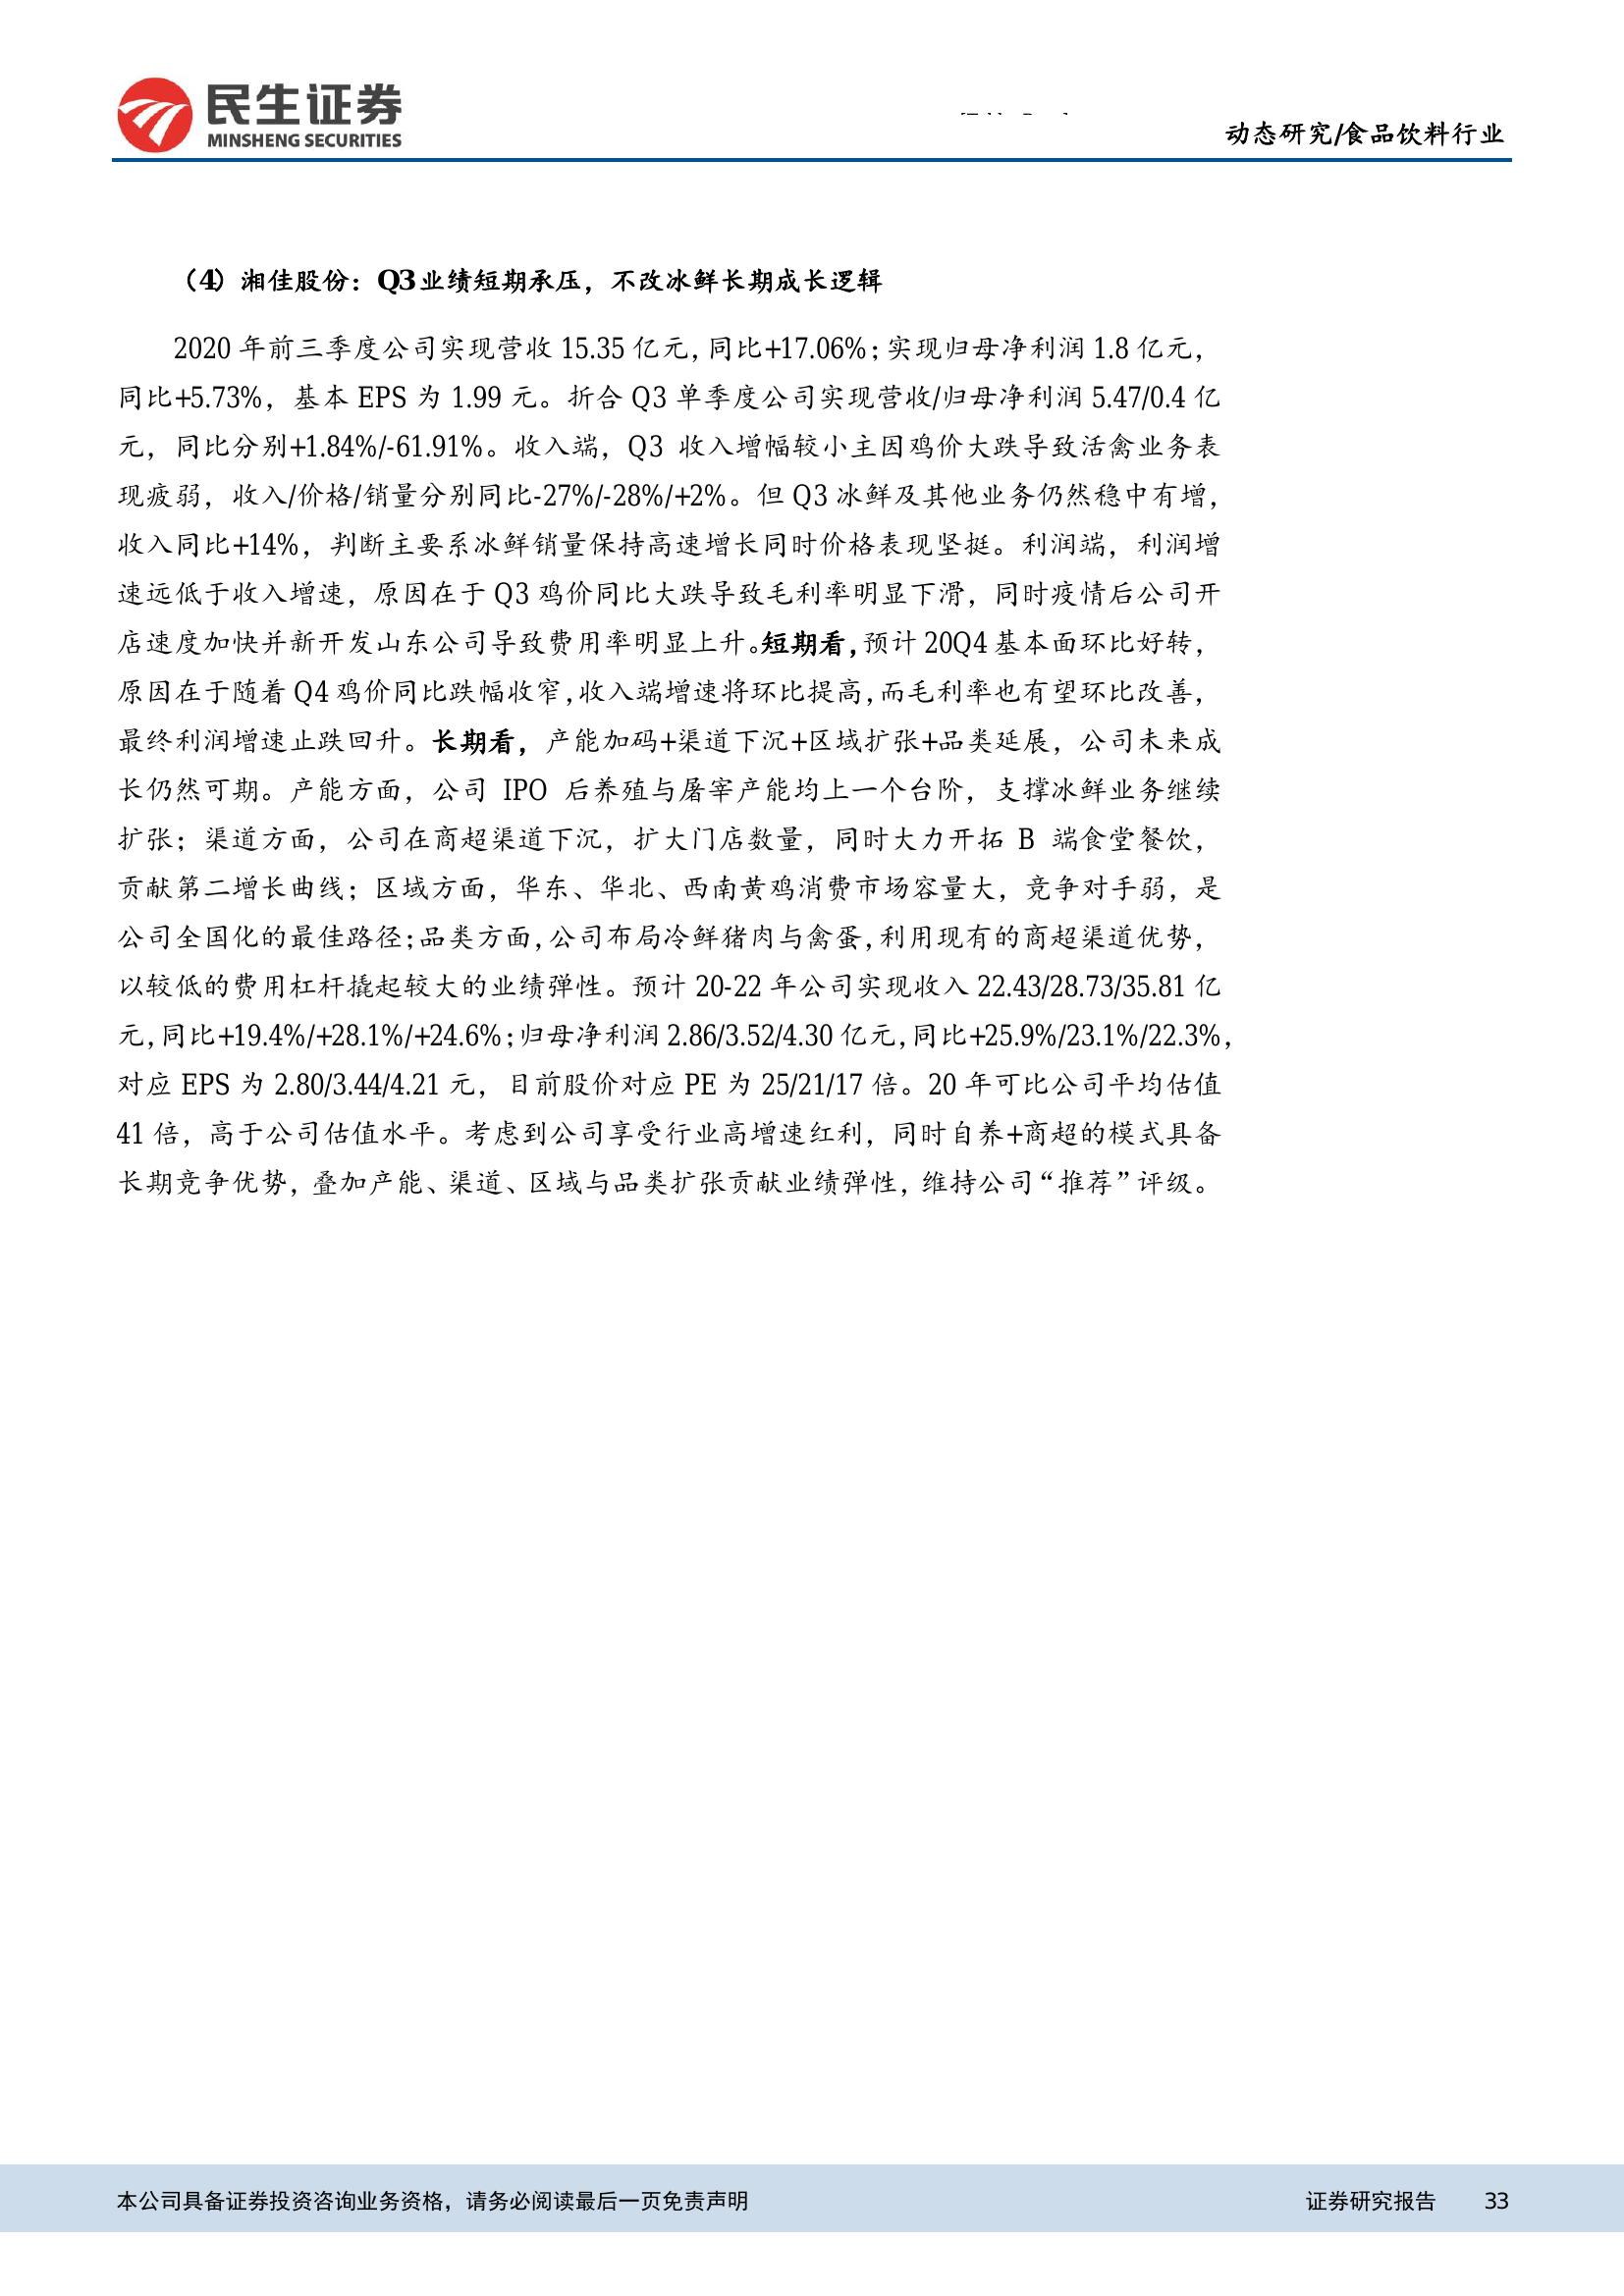 民生证券
MINSHENG SECURITIES
动态研究/食品饮料行业
（4）湘佳股份：Q3业绩短期承压，不改冰鲜长期成长逻辑
2020 年前三季度公司实现营收 15.35 亿元，同比+17.06%；实现归母净利润 1.8 亿元，
同比+5.73%，基本 EPS 为 1.99 元。折合 Q3 单季度公司实现营收/归母净利润 5.47/0.4 亿
元，同比分别+1.84%/-61.91%。收入端，Q3 收入增幅较小主因鸡价大跌导致活禽业务表
现疲弱，收入/价格/销量分别同比-27%/-28%/+2%。但 Q3 冰鲜及其他业务仍然稳中有增，
收入同比+14%，判断主要系冰鲜销量保持高速增长同时价格表现坚挺。利润端，利润增
速远低于收入增速，原因在于 Q3 鸡价同比大跌导致毛利率明显下滑，同时疫情后公司开
店速度加快并新开发山东公司导致费用率明显上升。短期看，预计 20Q4 基本面环比好转，
原因在于随着 Q4 鸡价同比跌幅收窄，收入端增速将环比提高，而毛利率也有望环比改善，
最终利润增速止跌回升。长期看，产能加码+渠道下沉+区域扩张+品类延展，公司未来成
长仍然可期。产能方面，公司 IPO 后养殖与屠宰产能均上一个台阶，支撑冰鲜业务继续
扩张；渠道方面，公司在商超渠道下沉，扩大门店数量，同时大力开拓 B 端食堂餐饮，
贡献第二增长曲线；区域方面，华东、华北、西南黄鸡消费市场容量大，竞争对手弱，是
公司全国化的最佳路径；品类方面，公司布局冷鲜猪肉与禽蛋，利用现有的商超渠道优势，
以较低的费用杠杆撬起较大的业绩弹性。预计 20-22 年公司实现收入 22.43/28.73/35.81 亿
元，同比+19.4%/+28.1%/+24.6%；归母净利润 2.86/3.52/4.30 亿元，同比+25.9%/23.1%/22.3%，
对应 EPS 为 2.80/3.44/4.21 元，目前股价对应 PE 为 25/21/17 倍。20 年可比公司平均估值
41 倍，高于公司估值水平。考虑到公司享受行业高增速红利，同时自养+商超的模式具备
长期竞争优势，叠加产能、渠道、区域与品类扩张贡献业绩弹性，维持公司“推荐”评级。
本公司具备证券投资咨询业务资格，请务必阅读最后一页免责声明
证券研究报告 33